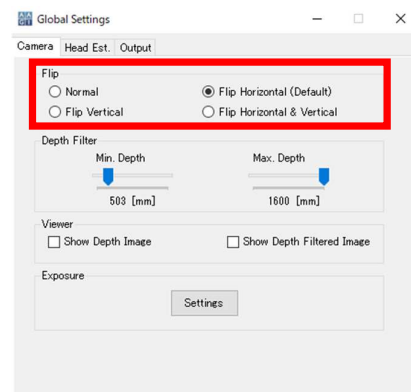 Global Settings
Camera Head Est. Output
Flip
Normal Flip Horizontal (Default)
Flip Vertical Flip Horizontal & Vertical
Depth Filter
Min. Depth Max. Depth
503 [mm] 1600 [mm]
Viewer
Show Depth Image Show Depth Filtered Image
Exposure
Settings